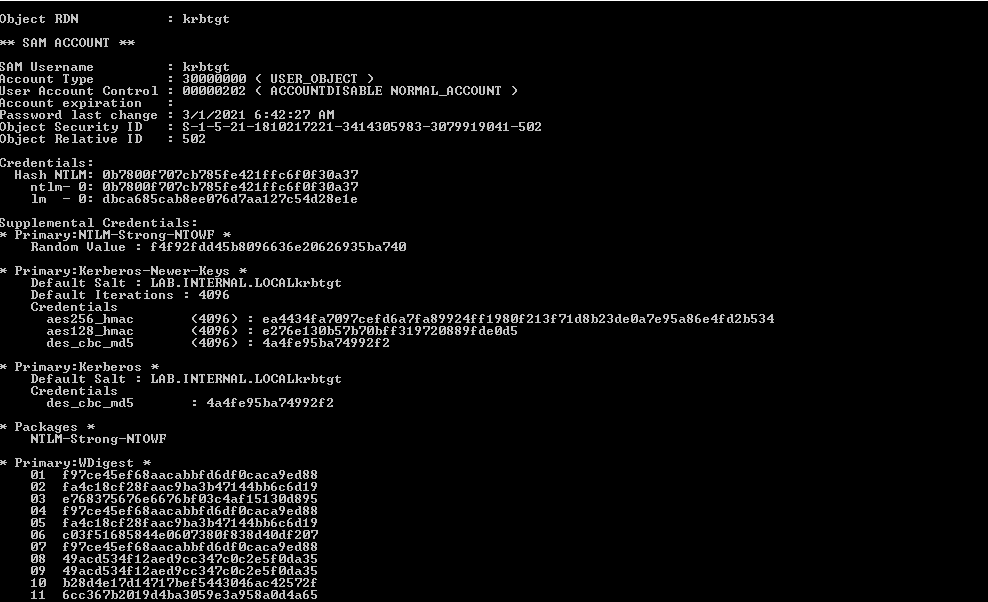 Object RDN : krbtgt
** SAM ACCOUNT **
SAM Username : krbtgt
Account Type : 30000000 ( USER_OBJECT )
User Account Control : 00000202 ( ACCOUNTDISABLE NORMAL_ACCOUNT )
Account expiration :
Password last change : 3/1/2021 6:42:27 AM
Object Security ID : S-1-5-21-1810217221-3414305983-3079919041-502
Object Relative ID : 502
Credentials:
Hash NTLM: 0b7800f707cb785fe421ffc6f0f30a37
ntlm- 0: 0b7800f707cb785fe421ffc6f0f30a37
lm - 0: dbca685cab8ee076d7aa127c54d28e1e
Supplemental Credentials:
* Primary:NTLM-Strong-NTOWF *
Random Value : f4f92fdd45b8096636e20626935ba740
* Primary:Kerberos-Newer-Keys *
Default Salt : LAB.INTERNAL.LOCALkrbtgt
Default Iterations : 4096
Credentials
aes256_hmac (4096) : ea4434fa7097cefd6a7fa89924ff1980f213f71d8b23de0a7e95a86e4fd2b534
aes128_hmac (4096) : e276e130b57b70bff319720889fde0d5
des_cbc_md5 (4096) : 4a4fe95ba74992f2
* Primary:Kerberos *
Default Salt : LAB.INTERNAL.LOCALkrbtgt
Credentials
des_cbc_md5 : 4a4fe95ba74992f2
* Packages *
NTLM-Strong-NTOWF
* Primary:WDigest *
01 f97ce45ef68aacabbfd6df0caca9ed88
02 fa4c18cf28faac9ba3b47144bb6c6d19
03 e768375676e6676bf03c4af15130d895
04 f97ce45ef68aacabbfd6df0caca9ed88
05 fa4c18cf28faac9ba3b47144bb6c6d19
06 c03f51685844e0607380f838d40df207
07 f97ce45ef68aacabbfd6df0caca9ed88
08 49acd534f12aed9cc347c0c2e5f0da35
09 49acd534f12aed9cc347c0c2e5f0da35
10 b28d4e17d14717bef5443046ac42572f
11 6cc367b2019d4ba3059e3a958a0d4a65